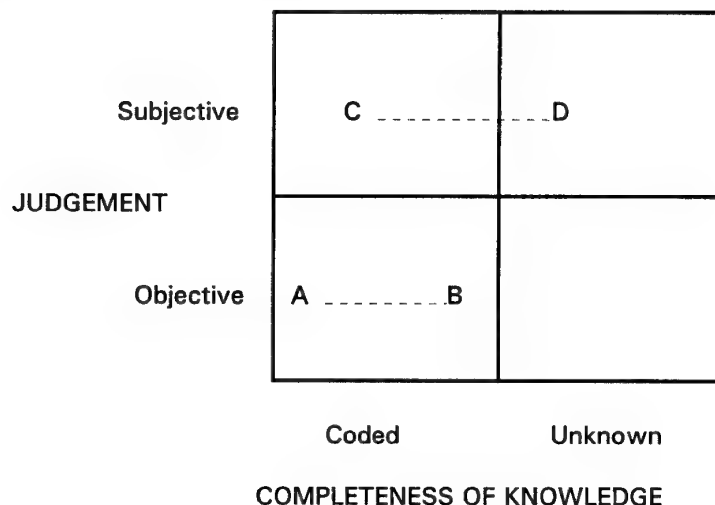 Subjective
C D
JUDGEMENT
Objective
A B
Coded Unknown
COMPLETENESS OF KNOWLEDGE